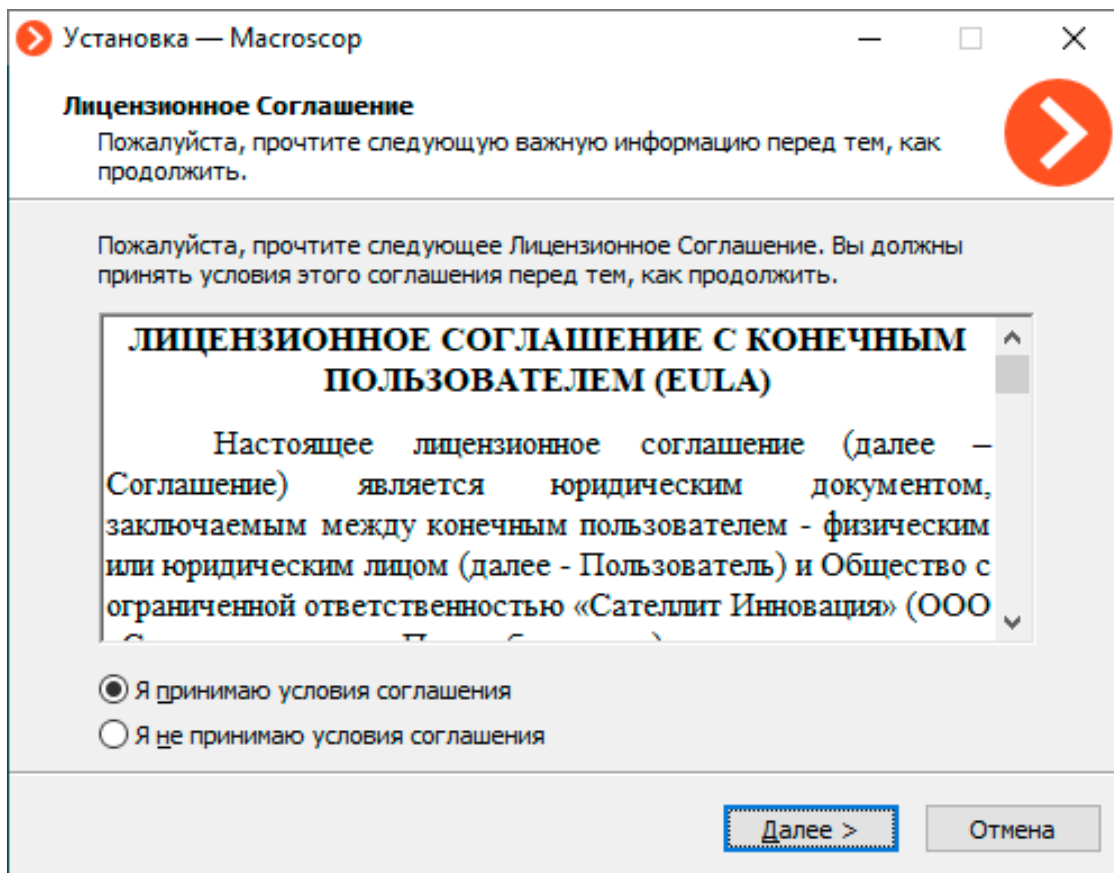 Установка — Macroscop
Лицензионное Соглашение
Пожалуйста, прочтите следующую важную информацию перед тем, как
продолжить.
Пожалуйста, прочтите следующее Лицензионное Соглашение. Вы должны
принять условия этого соглашения перед тем, как продолжить.
ЛИЦЕНЗИОННОЕ СОГЛАШЕНИЕ С КОНЕЧНЫМ
ПОЛЬЗОВАТЕЛЕМ (EULA)
Настоящее лицензионное соглашение (далее –
Соглашение) является юридическим документом,
заключаемым между конечным пользователем - физическим
или юридическим лицом (далее - Пользователь) и Общество с
ограниченной ответственностью «Сателлит Инновация» (ООО
Я принимаю условия соглашения
Я не принимаю условия соглашения
Далее >
Отмена